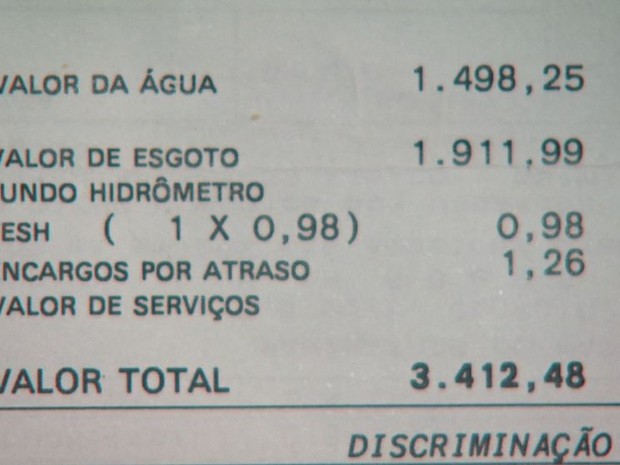 VALOR DA ÁGUA 1.498,25
VALOR DE ESGOTO 1.911,99
UNDO HIDRÔMETRO
ESH ( 1 X 0,98) 0,98
NCARGOS POR ATRASO 1,26
VALOR DE SERVIÇOS
VALOR TOTAL 3.412,48
DISCRIMINAÇÃO